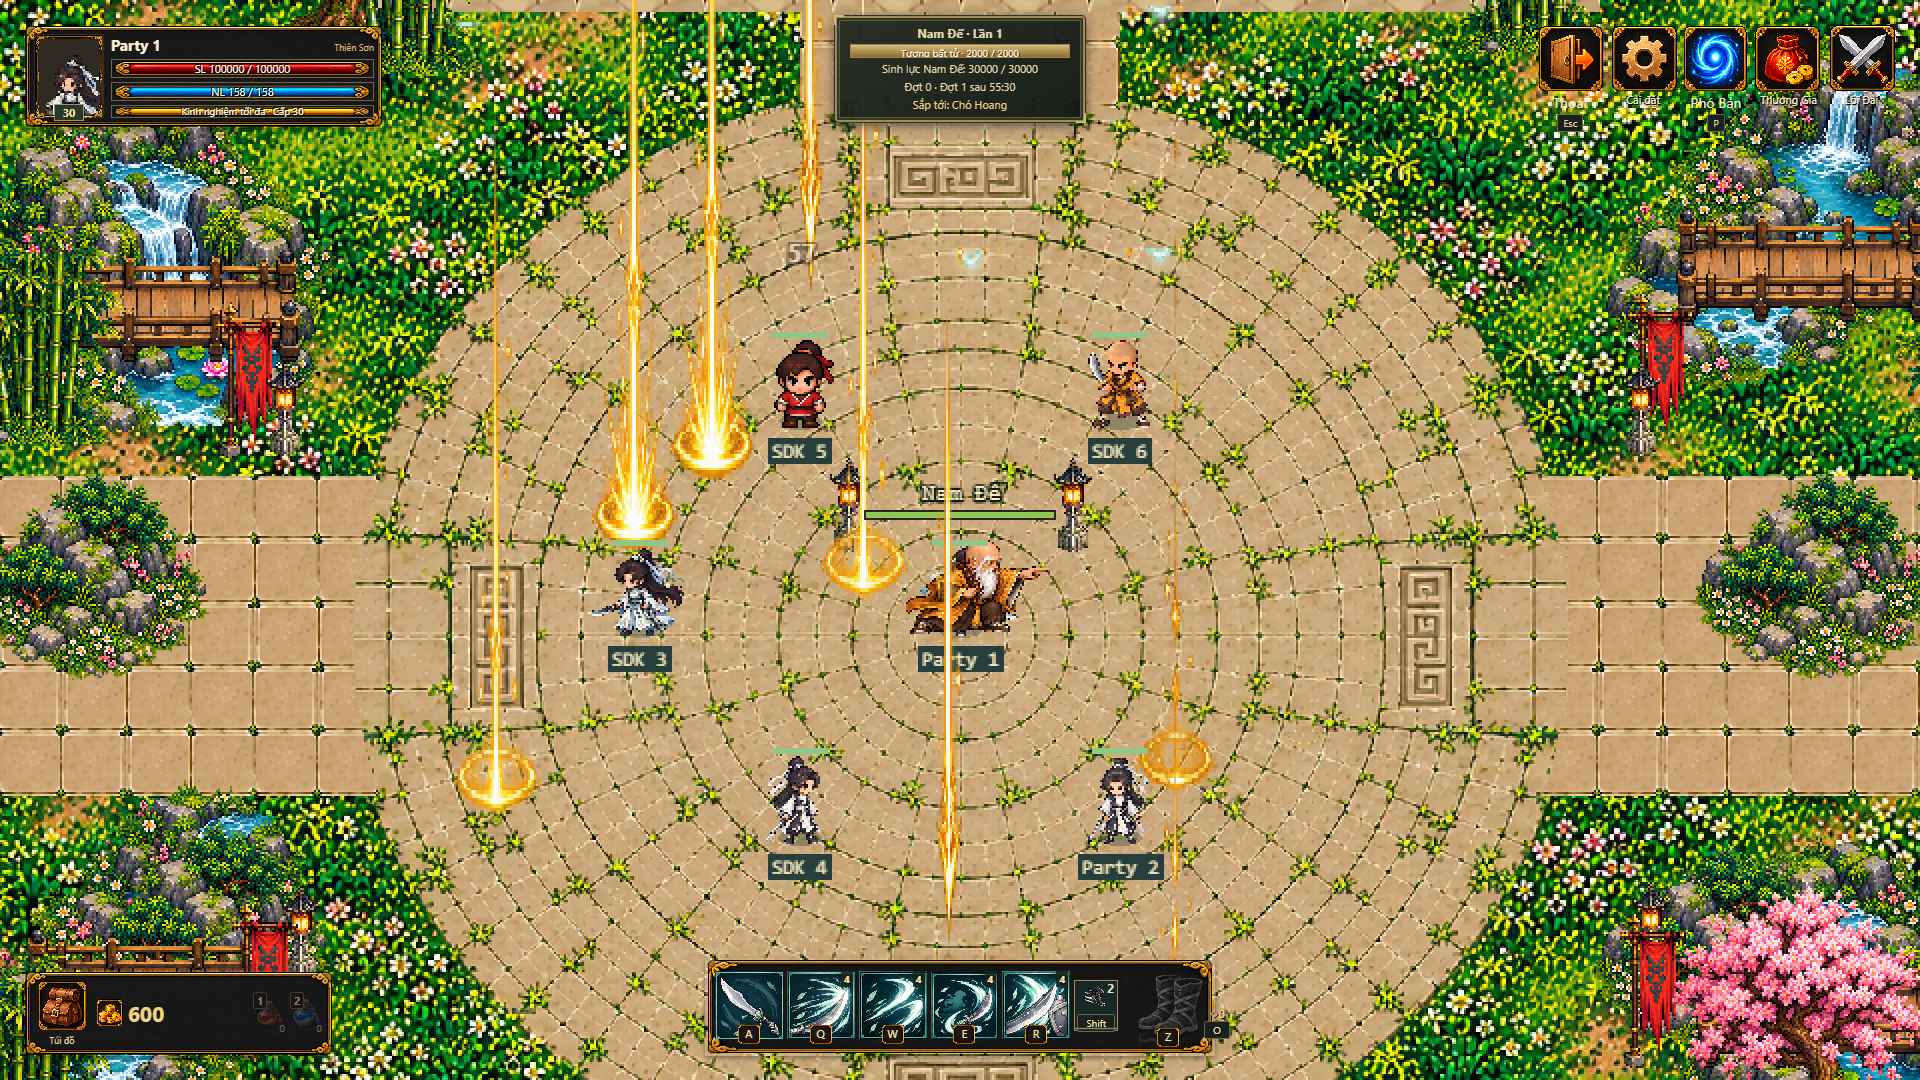 Party 1
Thiên Sơn
SL 100000 / 100000
NL 158 / 158
Kinh nghiệm tối đa · Cấp 30
30
Nam Đế · Lần 1
Tượng bất tử · 2000 / 2000
Sinh lực Nam Đế: 30000 / 30000
Đợt 0 · Đợt 1 sau 55:30
Sắp tới: Chó Hoang
Thoát
Cài đặt
Phó Bản
Thương Gia
Lôi Đài
Esc
P
57
SDK 5
SDK 6
Nam Đế
SDK 3
Party 1
SDK 4
Party 2
600
1
2
0
0
Túi đồ
4
4
4
4
2
A
Q
W
E
R
Shift
Z
O